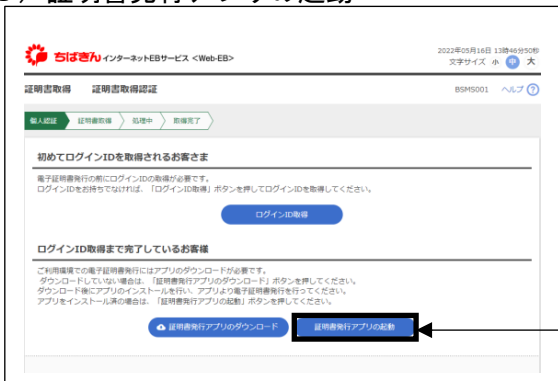 証明書発行アプリの起動
ちばぎん インターネットEBサービス <Web-EB>
2022年05月16日 13時46分50秒
文字サイズ 小 中 大
証明書取得 証明書取得認証
BSMS001 ヘルプ ?
個人認証 証明書取得 処理中 取得完了
初めてログインIDを取得されるお客さま
電子証明書発行の前にログインIDの取得が必要です。
ログインIDをお持ちでなければ、「ログインID取得」ボタンを押してログインIDを取得してください。
ログインID取得
ログインID取得まで完了しているお客様
ご利用環境での電子証明書発行にはアプリのダウンロードが必要です。
ダウンロードしていない場合は、「証明書発行アプリのダウンロード」ボタンを押してください。
ダウンロード後にアプリのインストールを行い、アプリより電子証明書発行を行ってください。
アプリをインストール済の場合は、「証明書発行アプリの起動」ボタンを押してください。
証明書発行アプリのダウンロード
証明書発行アプリの起動